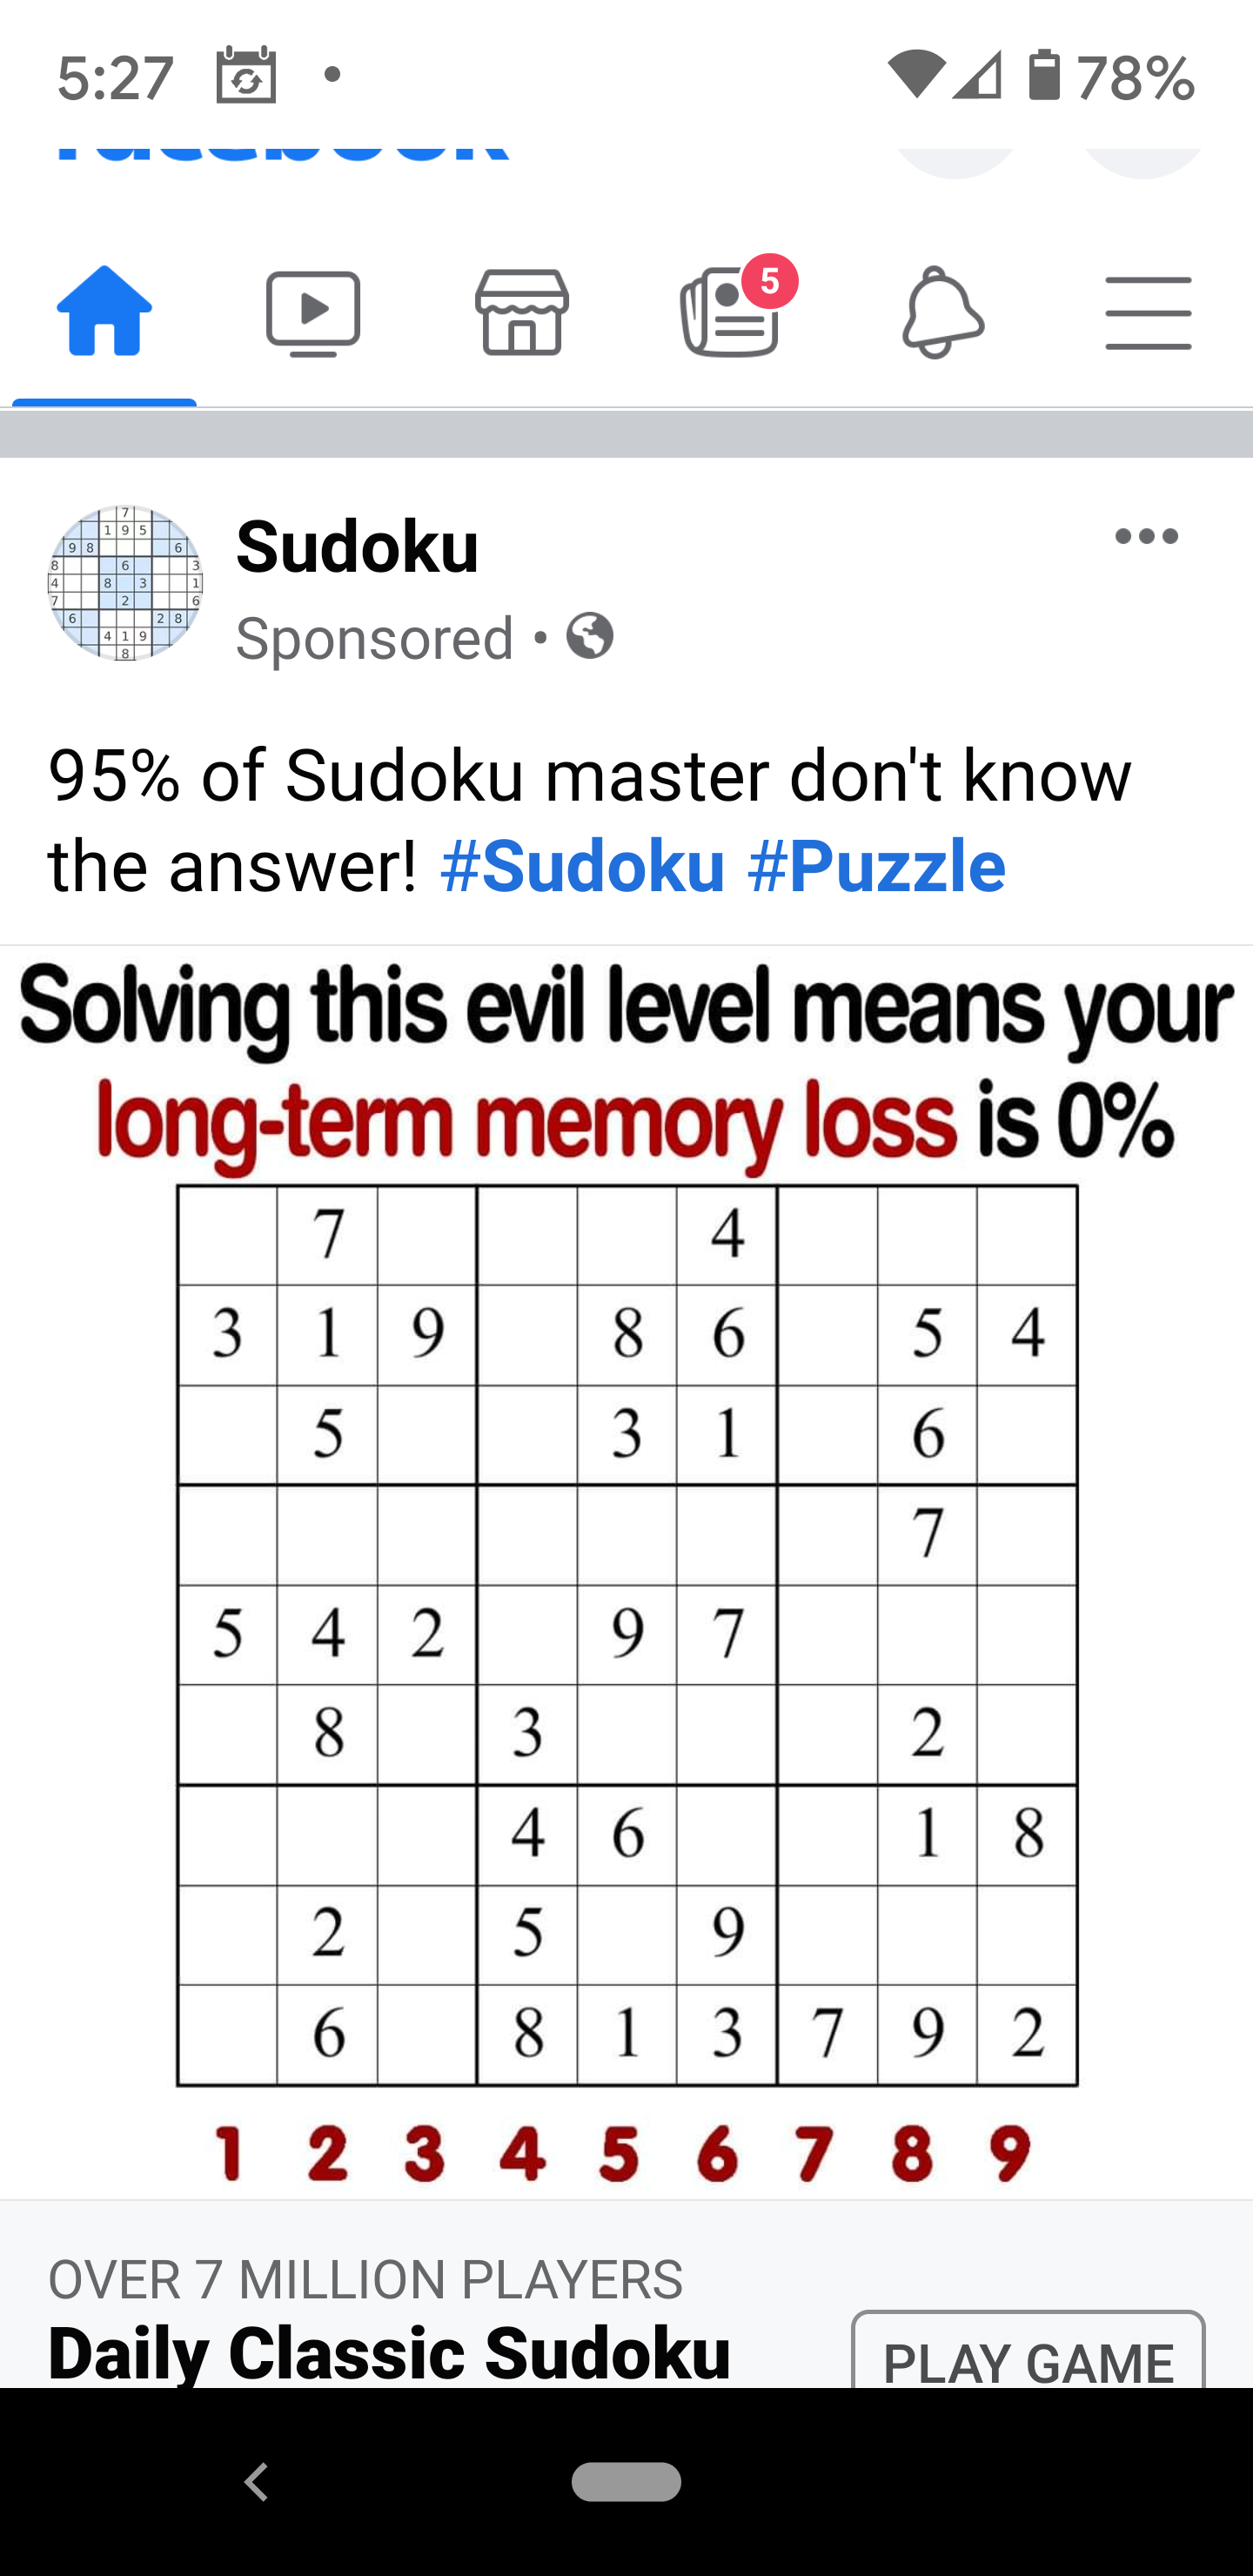 5:27 78%
facebook
5
Sudoku
Sponsored •
95% of Sudoku master don't know
the answer! #Sudoku #Puzzle
Solving this evil level means your
long-term memory loss is 0%
7 4
3 1 9 8 6 5 4
5 3 1 6
7
5 4 2 9 7
8 3 2
4 6 1 8
2 5 9
6 8 1 3 7 9 2
1 2 3 4 5 6 7 8 9
OVER 7 MILLION PLAYERS
Daily Classic Sudoku
PLAY GAME